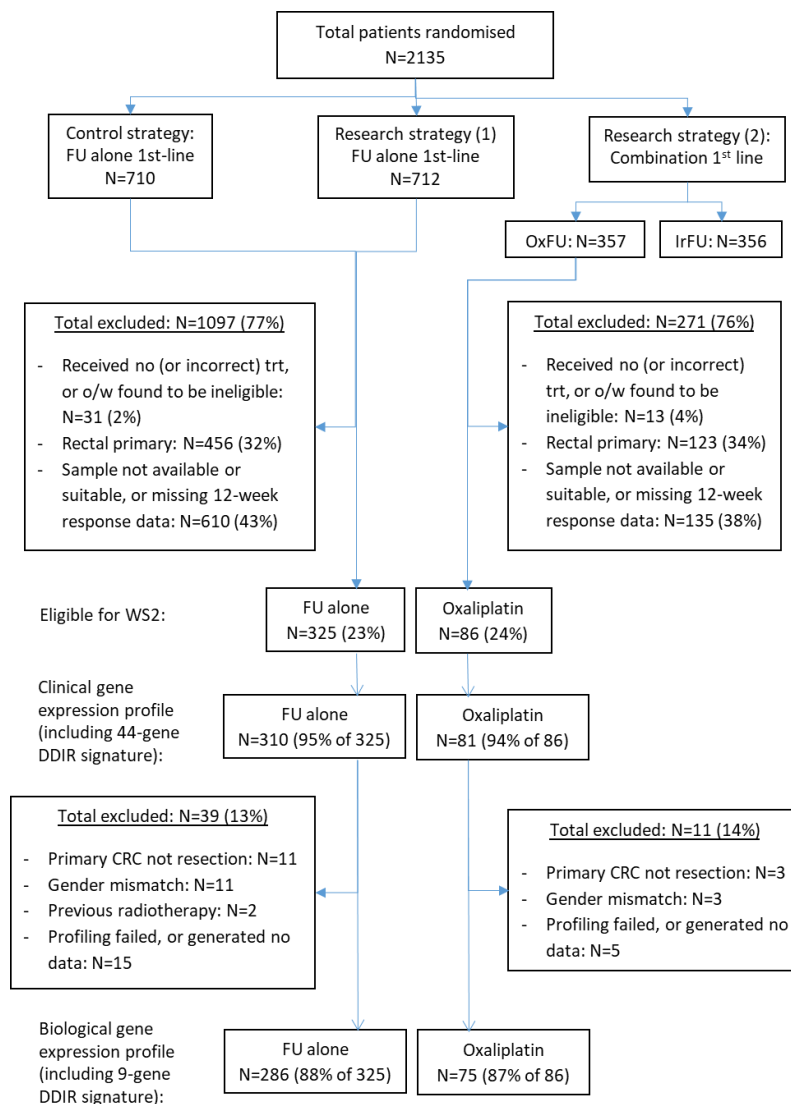 Total patients randomised
N=2135
Control strategy:
FU alone 1st-line
N=710
Research strategy (1)
FU alone 1st-line
N=712
Research strategy (2):
Combination 1st line
OxFU: N=357
IrFU: N=356
Total excluded: N=1097 (77%)
- Received no (or incorrect) trt,
or o/w found to be ineligible:
N=31 (2%)
- Rectal primary: N=456 (32%)
- Sample not available or
suitable, or missing 12-week
response data: N=610 (43%)
Total excluded: N=271 (76%)
- Received no (or incorrect)
trt, or o/w found to be
ineligible: N=13 (4%)
- Rectal primary: N=123 (34%)
- Sample not available or
suitable, or missing 12-week
response data: N=135 (38%)
Eligible for WS2:
FU alone
N=325 (23%)
Oxaliplatin
N=86 (24%)
Clinical gene
expression profile
(including 44-gene
DDIR signature):
FU alone
N=310 (95% of 325)
Oxaliplatin
N=81 (94% of 86)
Total excluded: N=39 (13%)
- Primary CRC not resection: N=11
- Gender mismatch: N=11
- Previous radiotherapy: N=2
- Profiling failed, or generated no
data: N=15
Total excluded: N=11 (14%)
- Primary CRC not resection: N=3
- Gender mismatch: N=3
- Profiling failed, or generated no
data: N=5
Biological gene
expression profile
(including 9-gene
DDIR signature):
FU alone
N=286 (88% of 325)
Oxaliplatin
N=75 (87% of 86)